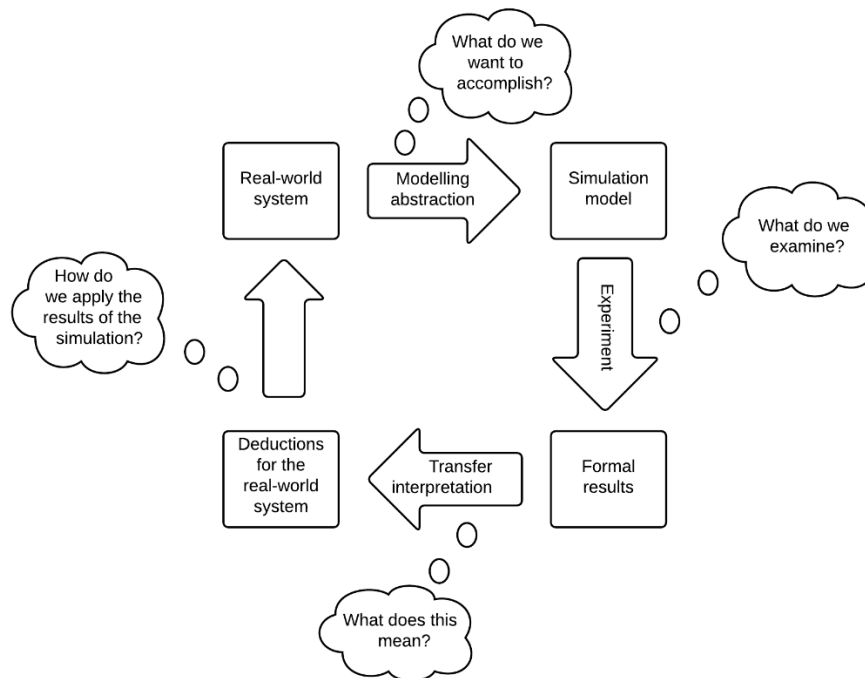 What do we
want to
accomplish?
Real-world
system
Modelling
abstraction
Simulation
model
What do we
examine?
How do
we apply the
results of the
simulation?
Experiment
Deductions
for the
real-world
system
Transfer
interpretation
Formal
results
What does this
mean?